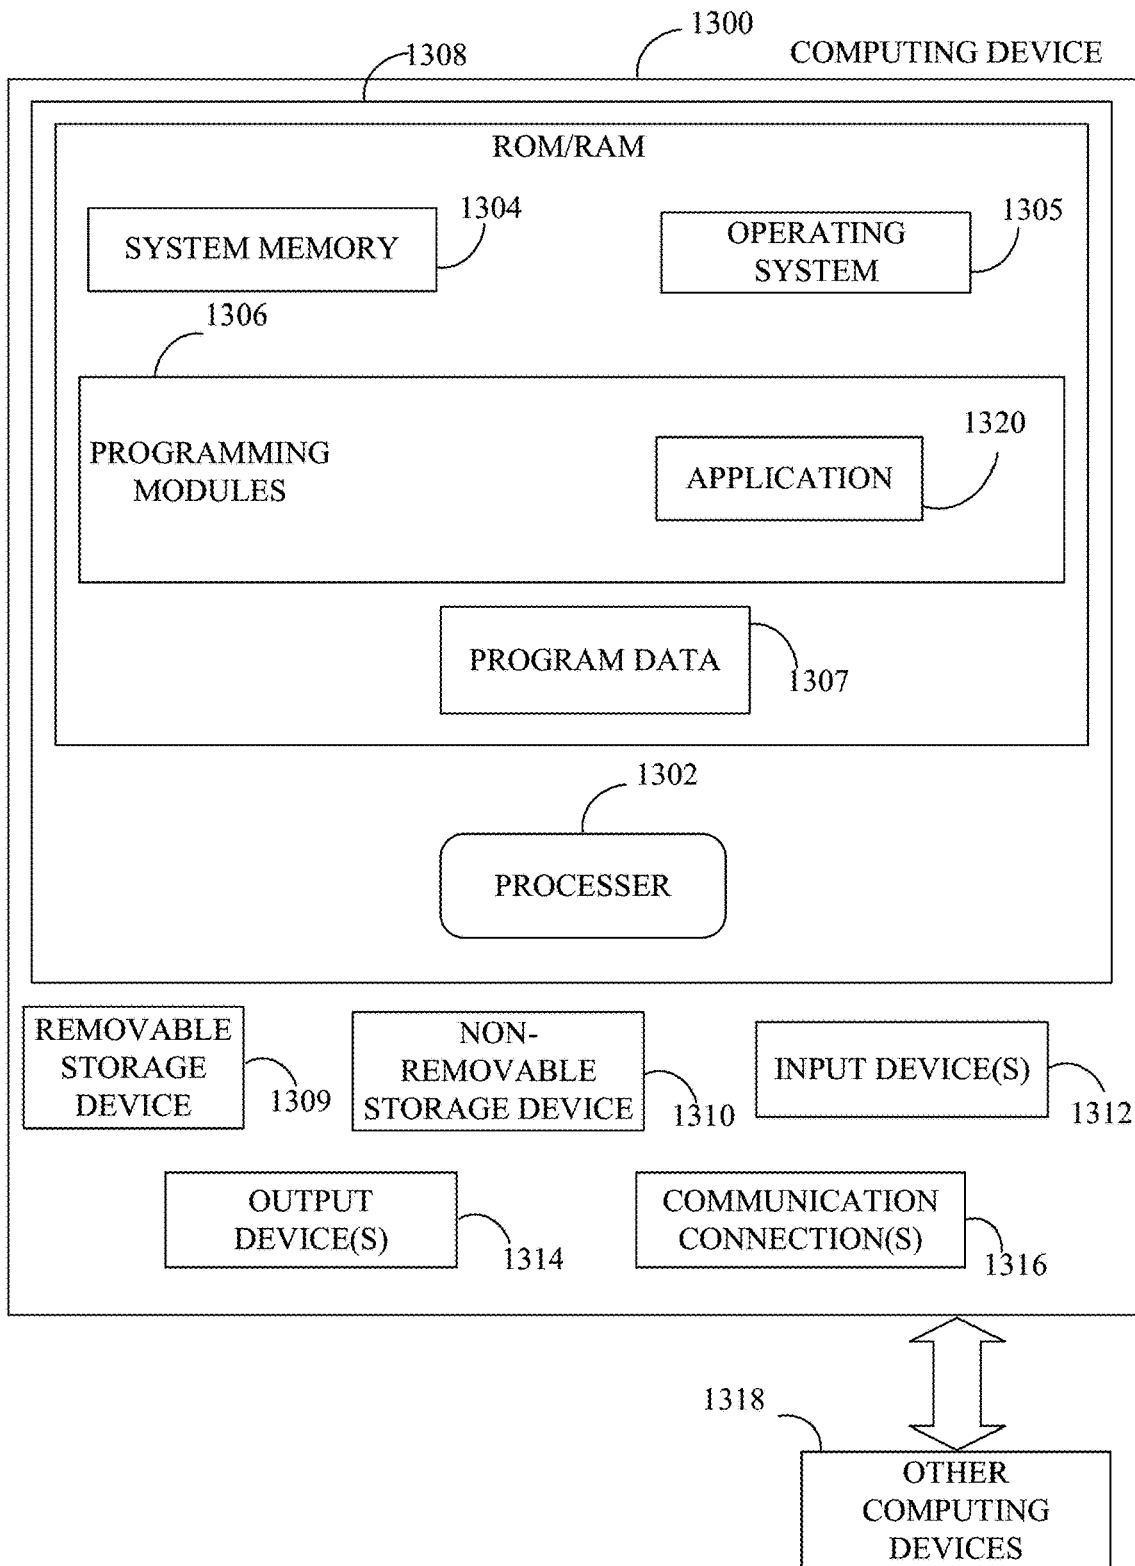 1300
COMPUTING DEVICE
1308
ROM/RAM
1304
SYSTEM MEMORY
1305
OPERATING
SYSTEM
1306
PROGRAMMING
MODULES
1320
APPLICATION
PROGRAM DATA
1307
1302
PROCESSER
REMOVABLE
STORAGE
DEVICE
1309
NON-
REMOVABLE
STORAGE DEVICE
1310
INPUT DEVICE(S)
1312
OUTPUT
DEVICE(S)
1314
COMMUNICATION
CONNECTION(S)
1316
1318
OTHER
COMPUTING
DEVICES